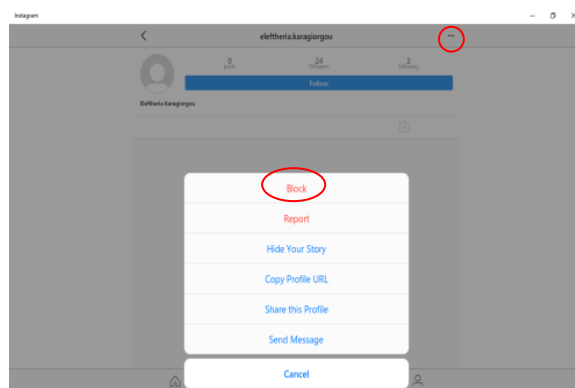 Instagram
eleftheria.karagiorgou
0 24 2
posts followers following
Follow
Eleftheria Karagiorgou
Block
Report
Hide Your Story
Copy Profile URL
Share this Profile
Send Message
Cancel